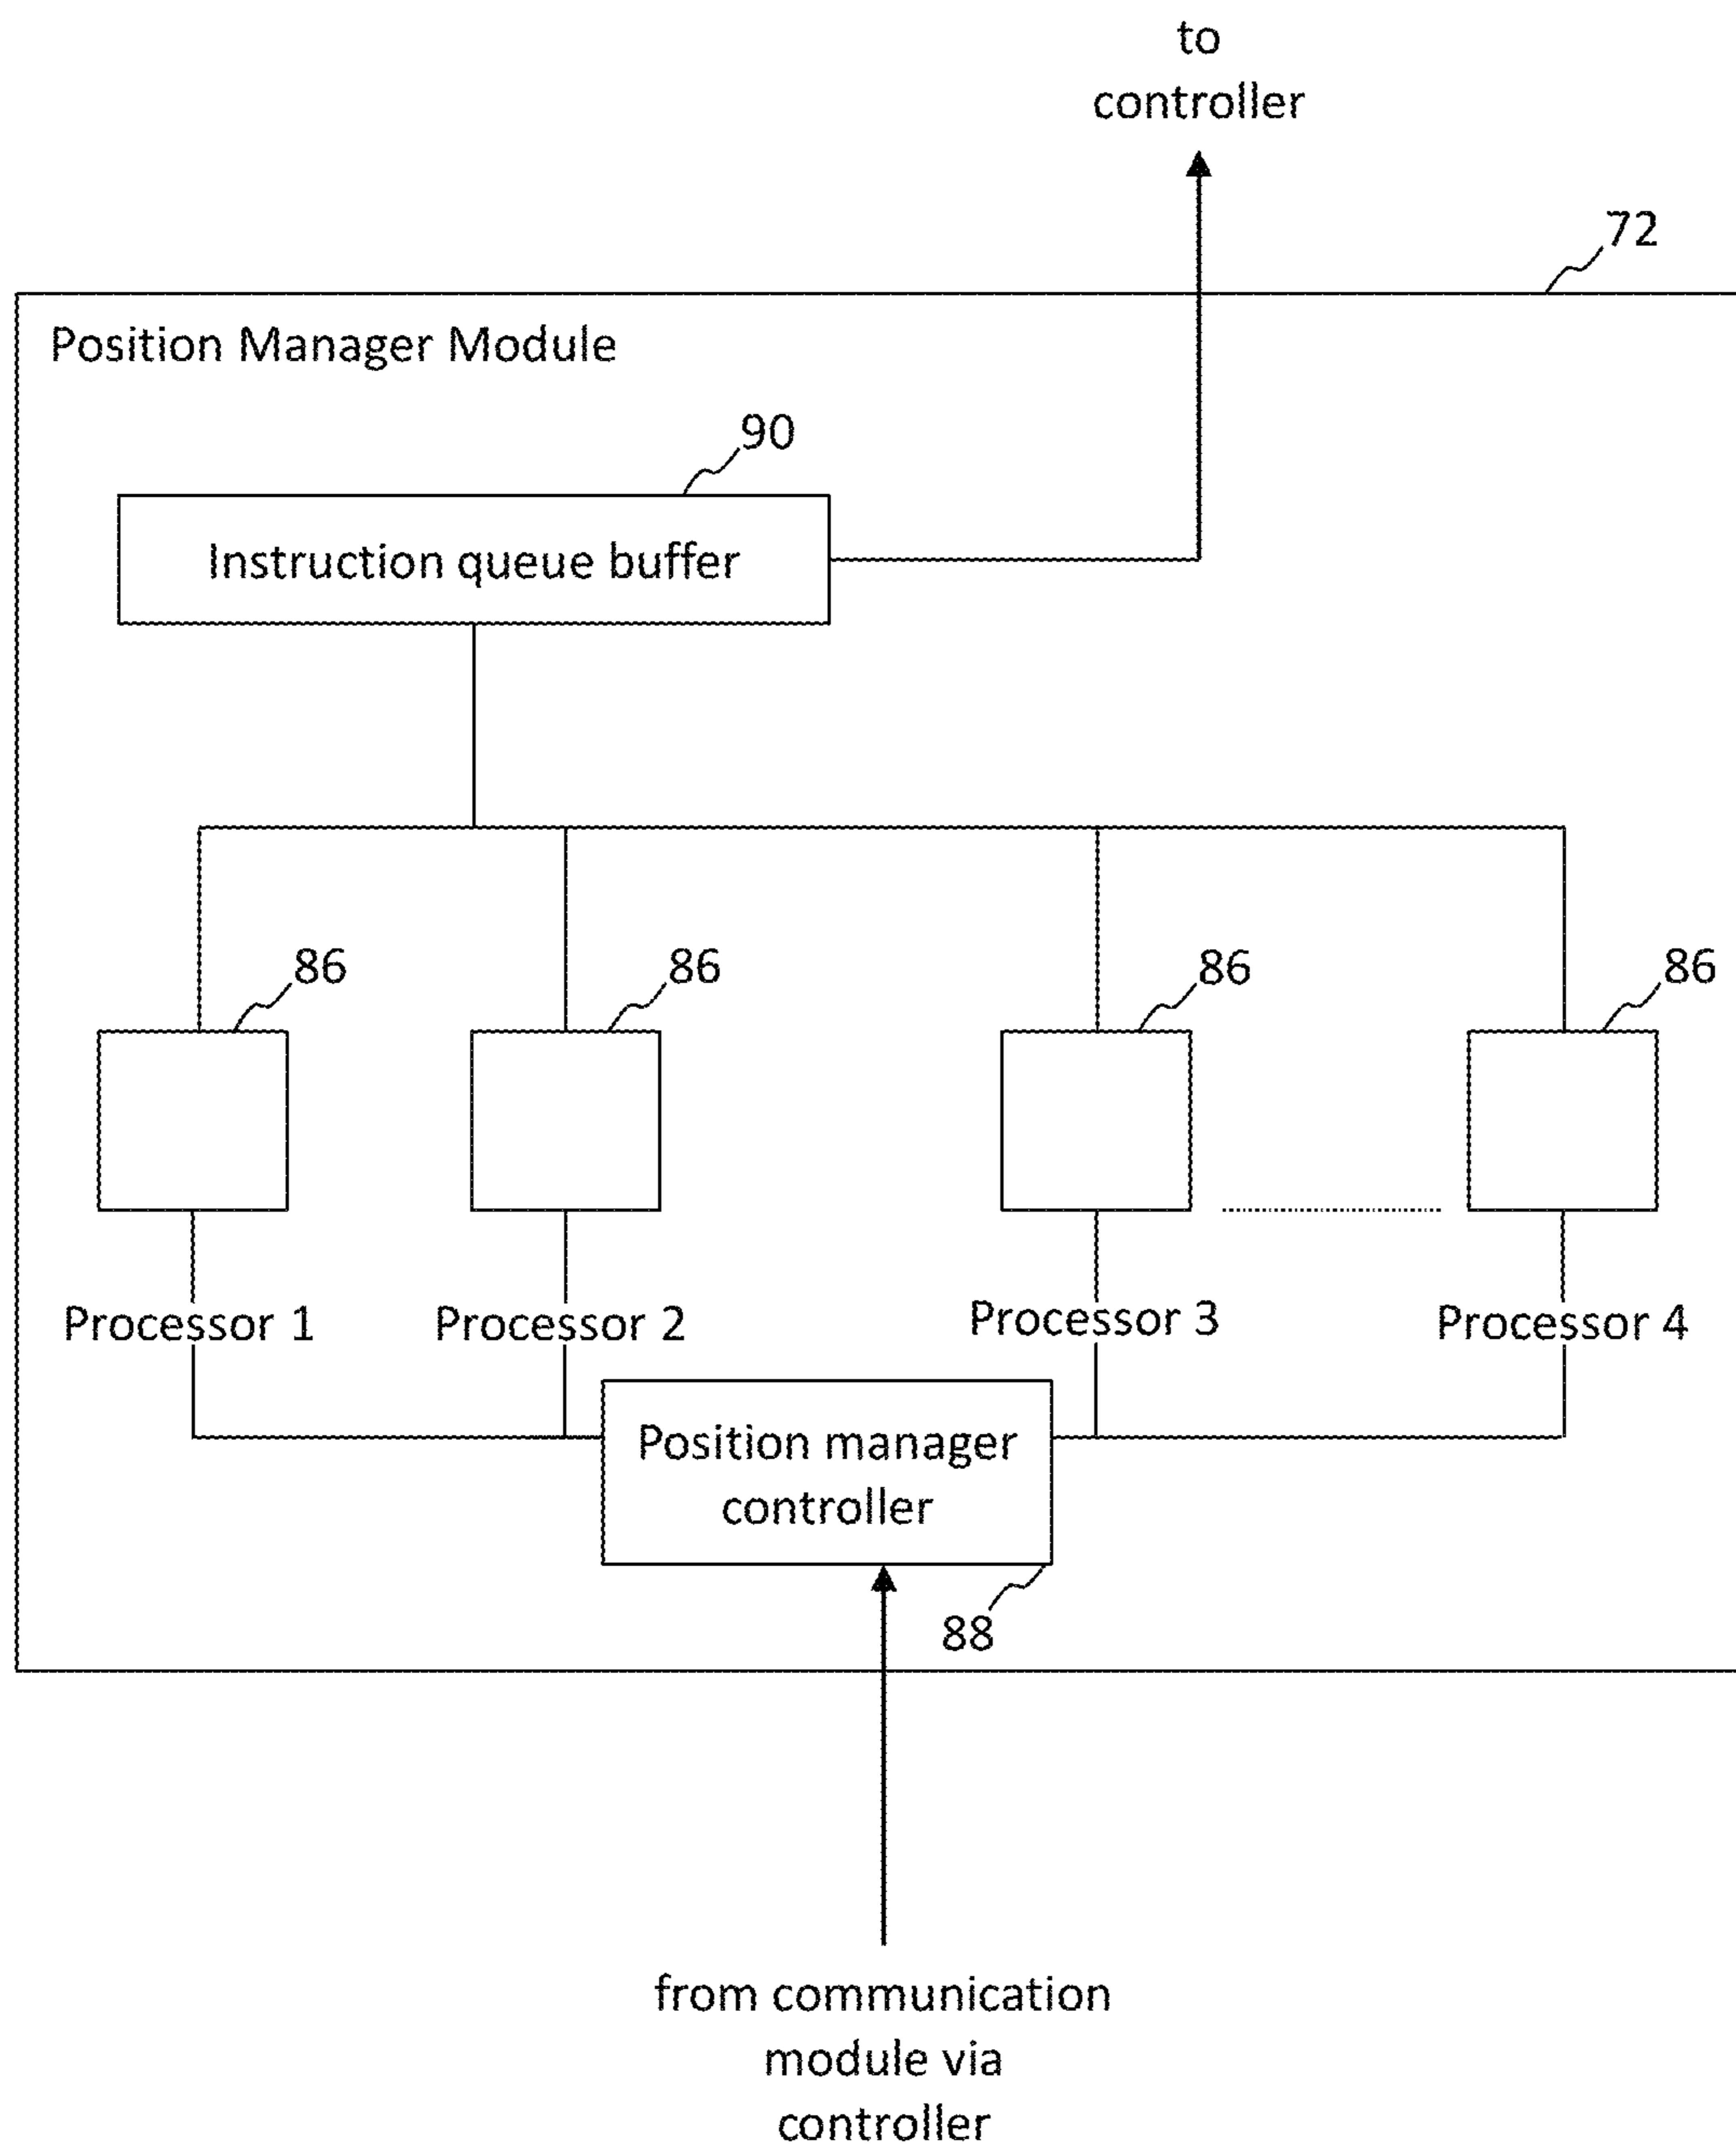 to
controller
72
Position Manager Module
90
Instruction queue buffer
86
86
86
86
Processor 1
Processor 2
Processor 3
Processor 4
Position manager
controller
88
from communication
module via
controller